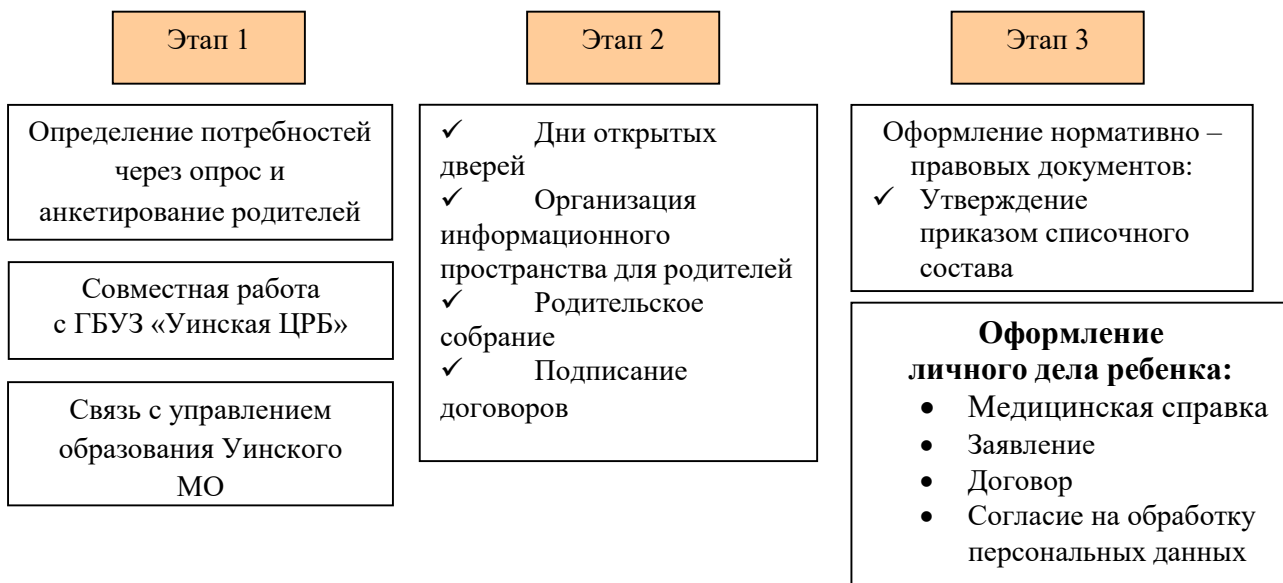 Этап 1
Определение потребностей
через опрос и
анкетирование родителей
Совместная работа
с ГБУЗ «Уинская ЦРБ»
Связь с управлением
образования Уинского
МО
Этап 2
✓ Дни открытых
дверей
✓ Организация
информационного
пространства для родителей
✓ Родительское
собрание
✓ Подписание
договоров
Этап 3
Оформление нормативно –
правовых документов:
✓ Утверждение
приказом списочного
состава
Оформление
личного дела ребенка:
• Медицинская справка
• Заявление
• Договор
• Согласие на обработку
персональных данных